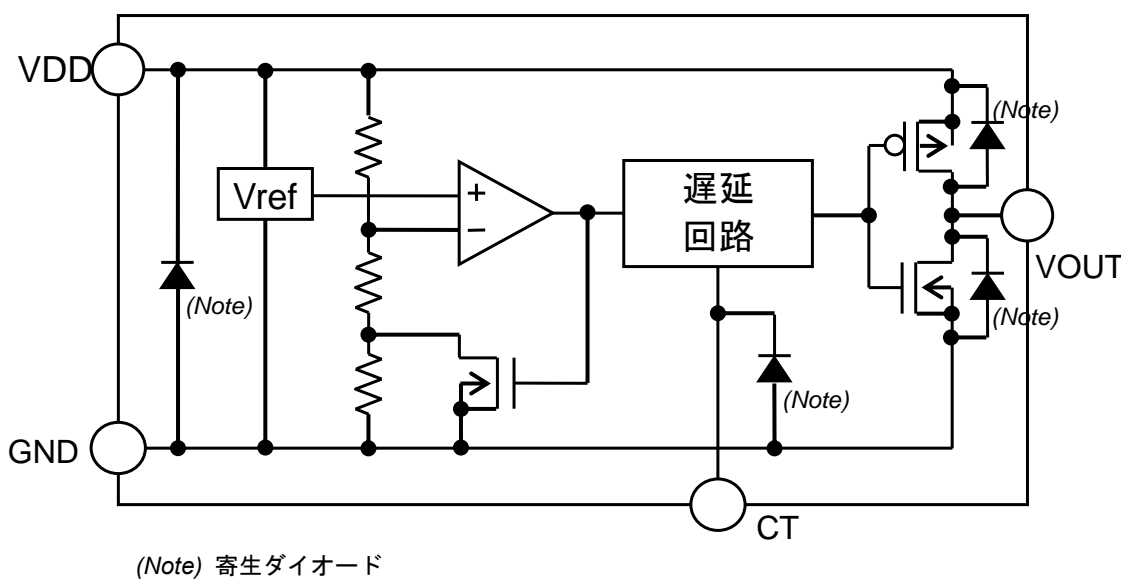 VDD
(Note)
Vref
+
−
遅延
回路
VOUT
(Note)
(Note)
(Note)
GND
CT
(Note) 寄生ダイオード